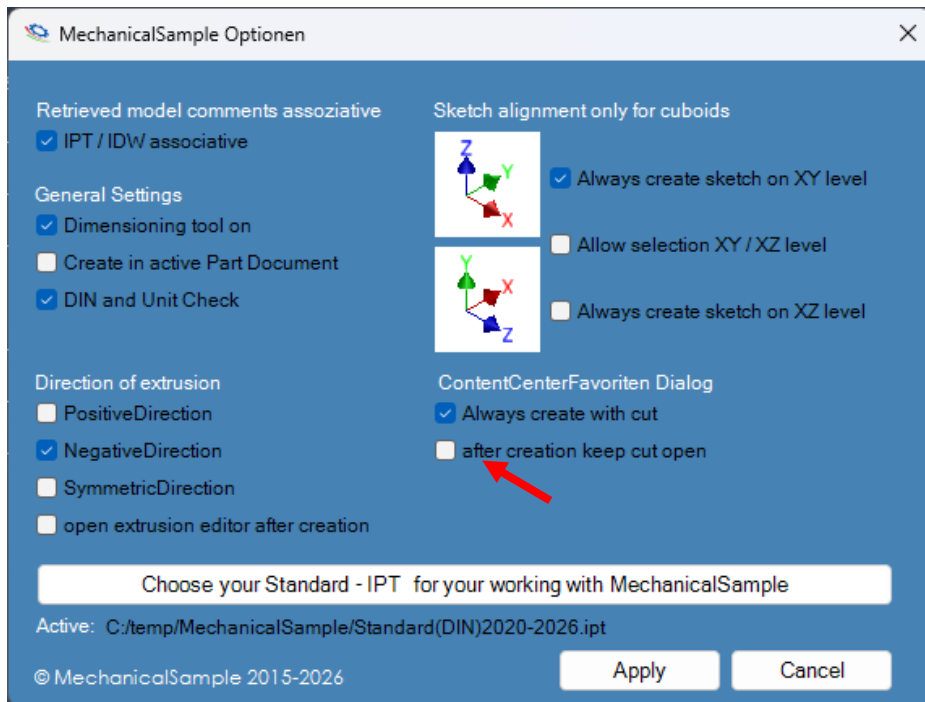 MechanicalSample Optionen
Retrieved model comments assoziative
IPT / IDW associative
General Settings
Dimensioning tool on
Create in active Part Document
DIN and Unit Check
Sketch alignment only for cuboids
Z
Y
X
Always create sketch on XY level
Allow selection XY / XZ level
Y
X
Z
Always create sketch on XZ level
Direction of extrusion
PositiveDirection
NegativeDirection
SymmetricDirection
open extrusion editor after creation
ContentCenterFavoriten Dialog
Always create with cut
after creation keep cut open
Choose your Standard - IPT for your working with MechanicalSample
Active: C:/temp/MechanicalSample/Standard(DIN)2020-2026.ipt
© MechanicalSample 2015-2026
Apply
Cancel